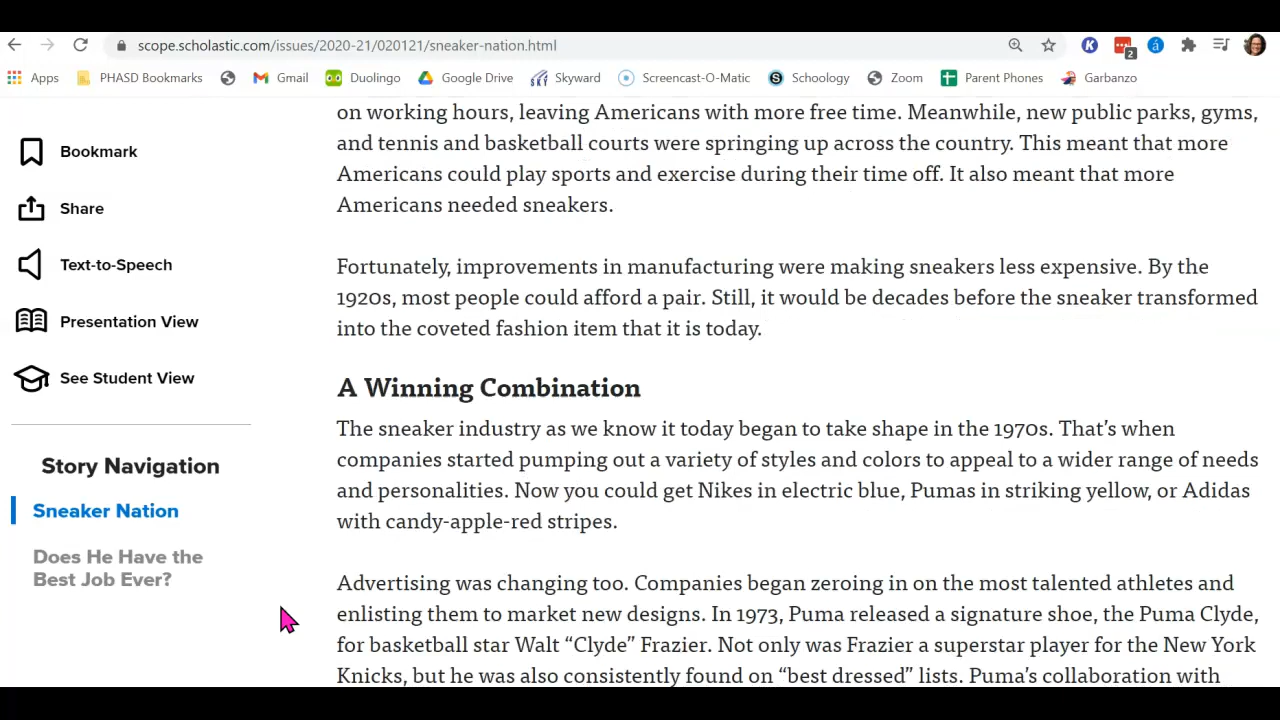 scope.scholastic.com/issues/2020-21/020121/sneaker-nation.html
2
Apps PHASD Bookmarks Gmail Duolingo Google Drive Skyward Screencast-O-Matic Schoology Zoom Parent Phones Garbanzo
Bookmark
Share
Text-to-Speech
Presentation View
See Student View
Story Navigation
Sneaker Nation
Does He Have the
Best Job Ever?
on working hours, leaving Americans with more free time. Meanwhile, new public parks, gyms,
and tennis and basketball courts were springing up across the country. This meant that more
Americans could play sports and exercise during their time off. It also meant that more
Americans needed sneakers.
Fortunately, improvements in manufacturing were making sneakers less expensive. By the
1920s, most people could afford a pair. Still, it would be decades before the sneaker transformed
into the coveted fashion item that it is today.
A Winning Combination
The sneaker industry as we know it today began to take shape in the 1970s. That’s when
companies started pumping out a variety of styles and colors to appeal to a wider range of needs
and personalities. Now you could get Nikes in electric blue, Pumas in striking yellow, or Adidas
with candy-apple-red stripes.
Advertising was changing too. Companies began zeroing in on the most talented athletes and
enlisting them to market new designs. In 1973, Puma released a signature shoe, the Puma Clyde,
for basketball star Walt “Clyde” Frazier. Not only was Frazier a superstar player for the New York
Knicks, but he was also consistently found on “best dressed” lists. Puma’s collaboration with